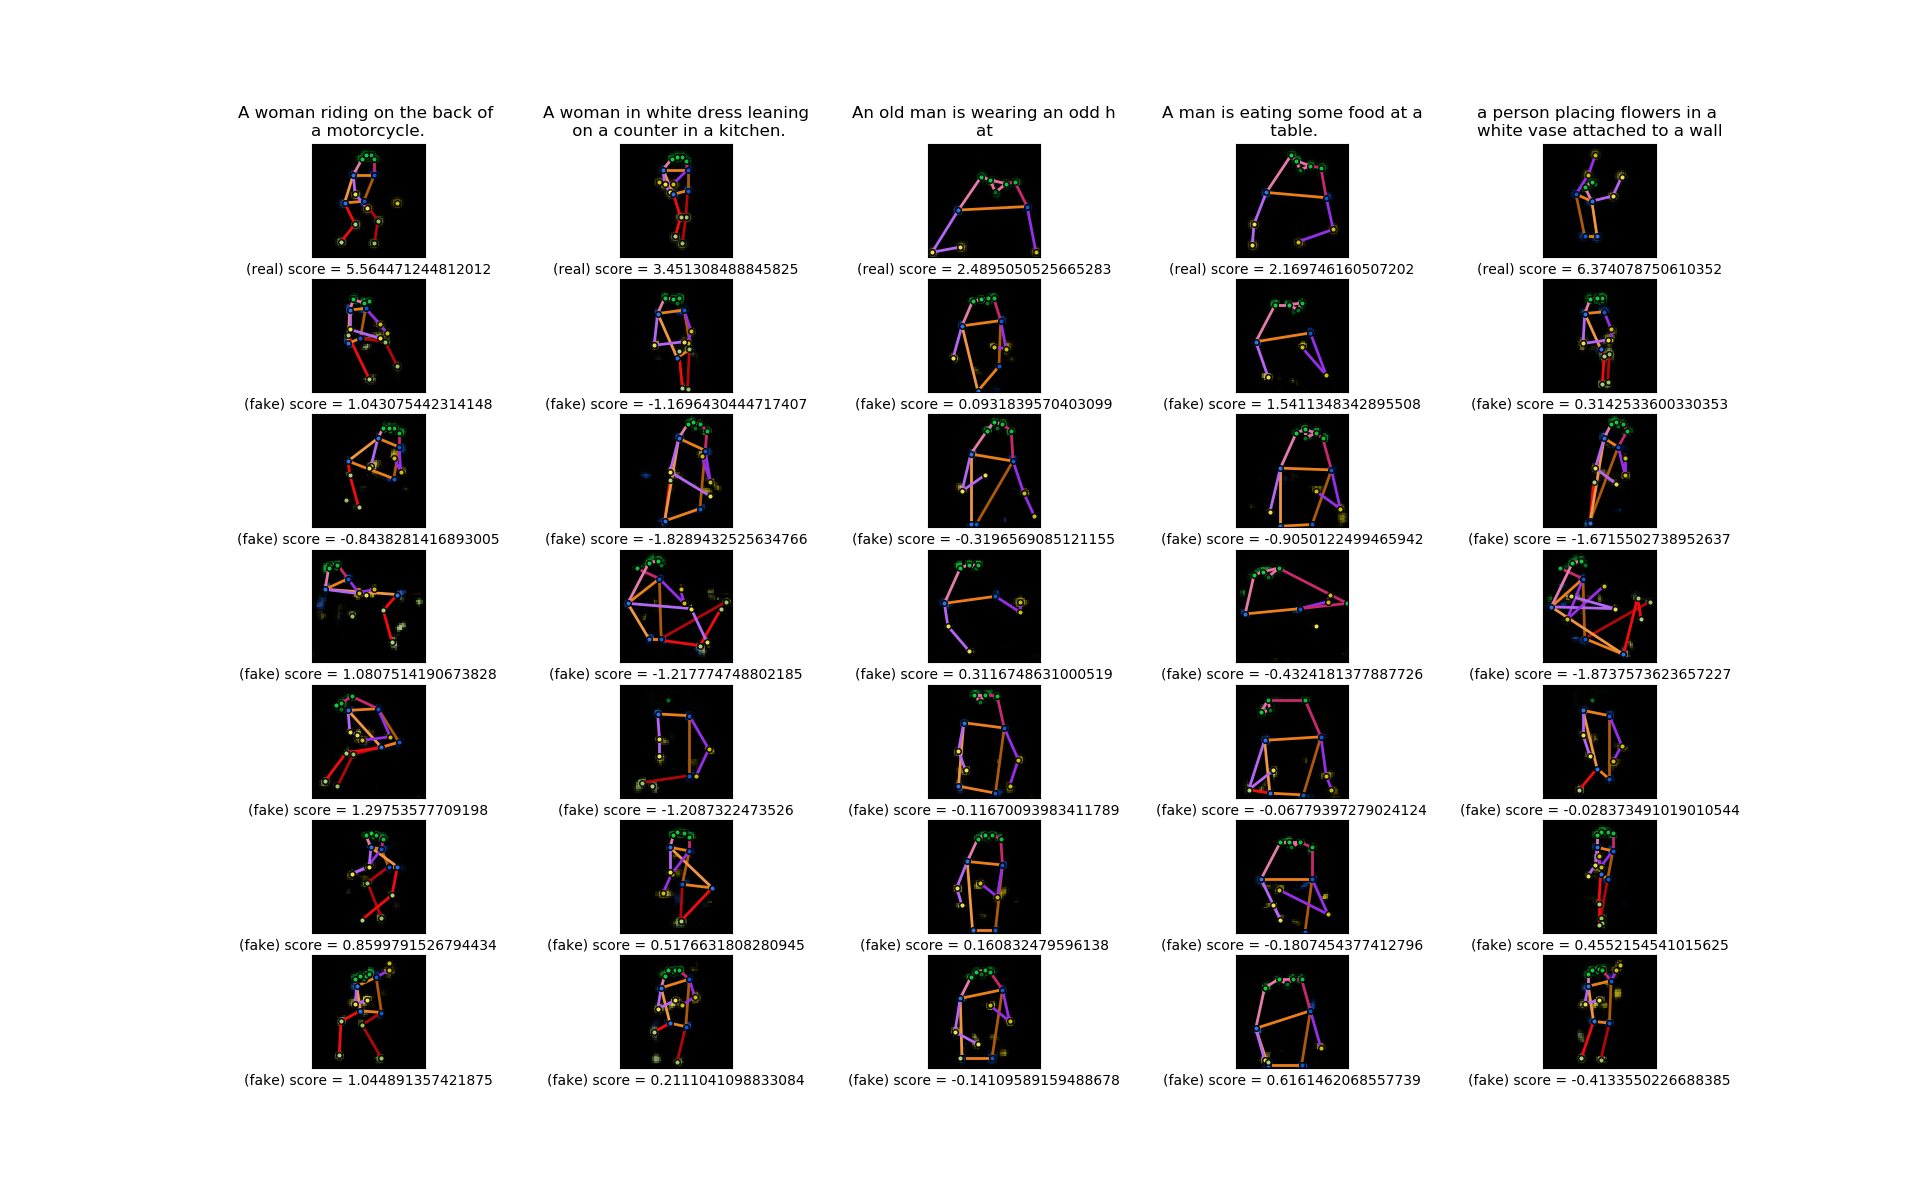 A woman riding on the back of
a motorcycle.
A woman in white dress leaning
on a counter in a kitchen.
An old man is wearing an odd h
at
A man is eating some food at a
table.
a person placing flowers in a
white vase attached to a wall
(real) score = 5.564471244812012
(real) score = 3.451308488845825
(real) score = 2.4895050525665283
(real) score = 2.169746160507202
(real) score = 6.374078750610352
(fake) score = 1.043075442314148
(fake) score = -1.1696430444717407
(fake) score = 0.0931839570403099
(fake) score = 1.5411348342895508
(fake) score = 0.3142533600330353
(fake) score = -0.8438281416893005
(fake) score = -1.8289432525634766
(fake) score = -0.3196569085121155
(fake) score = -0.9050122499465942
(fake) score = -1.6715502738952637
(fake) score = 1.0807514190673828
(fake) score = -1.217774748802185
(fake) score = 0.3116748631000519
(fake) score = -0.4324181377887726
(fake) score = -1.8737573623657227
(fake) score = 1.29753577709198
(fake) score = -1.2087322473526
(fake) score = -0.11670093983411789
(fake) score = -0.06779397279024124
(fake) score = -0.028373491019010544
(fake) score = 0.8599791526794434
(fake) score = 0.5176631808280945
(fake) score = 0.160832479596138
(fake) score = -0.1807454377412796
(fake) score = 0.4552154541015625
(fake) score = 1.044891357421875
(fake) score = 0.2111041098833084
(fake) score = -0.14109589159488678
(fake) score = 0.6161462068557739
(fake) score = -0.4133550226688385